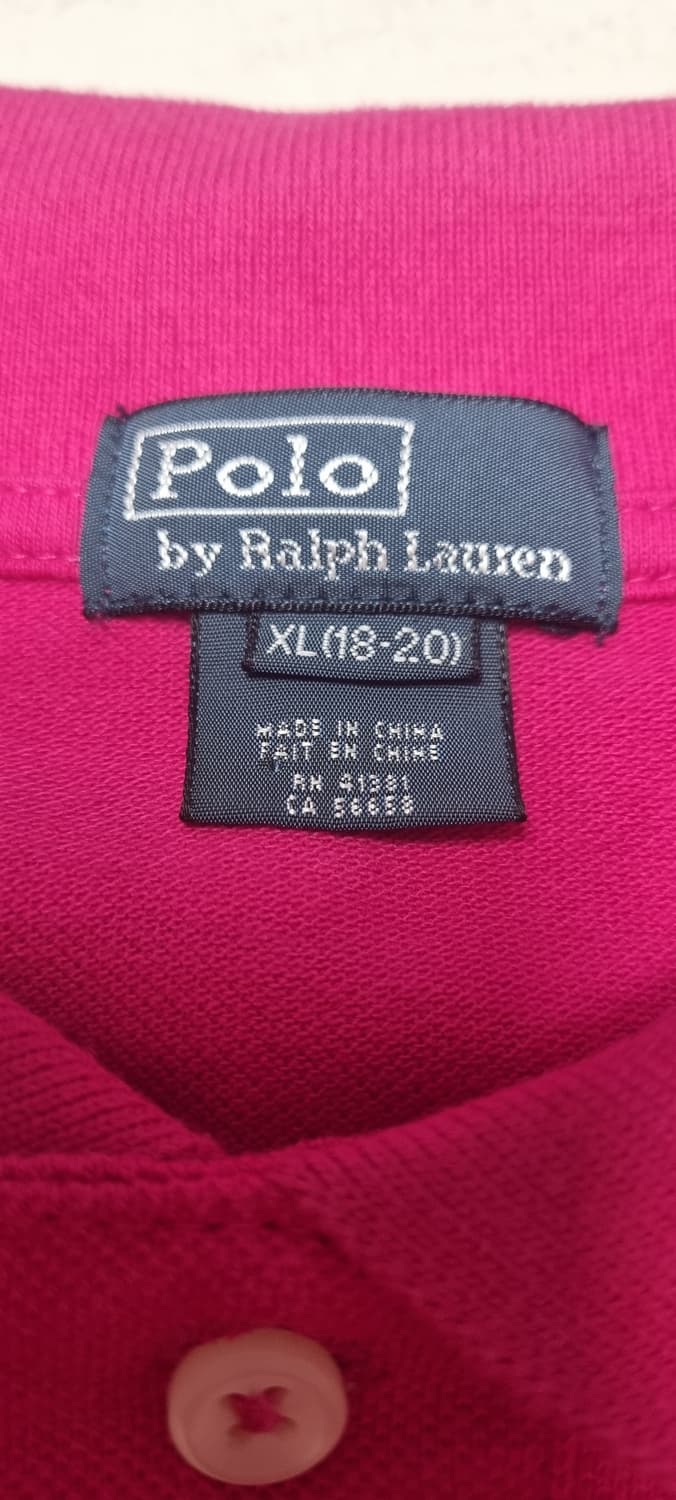 Polo
by Ralph Lauren
XL(18-20)
MADE IN CHINA
FAIT EN CHINE
RN 41381
CA 56658